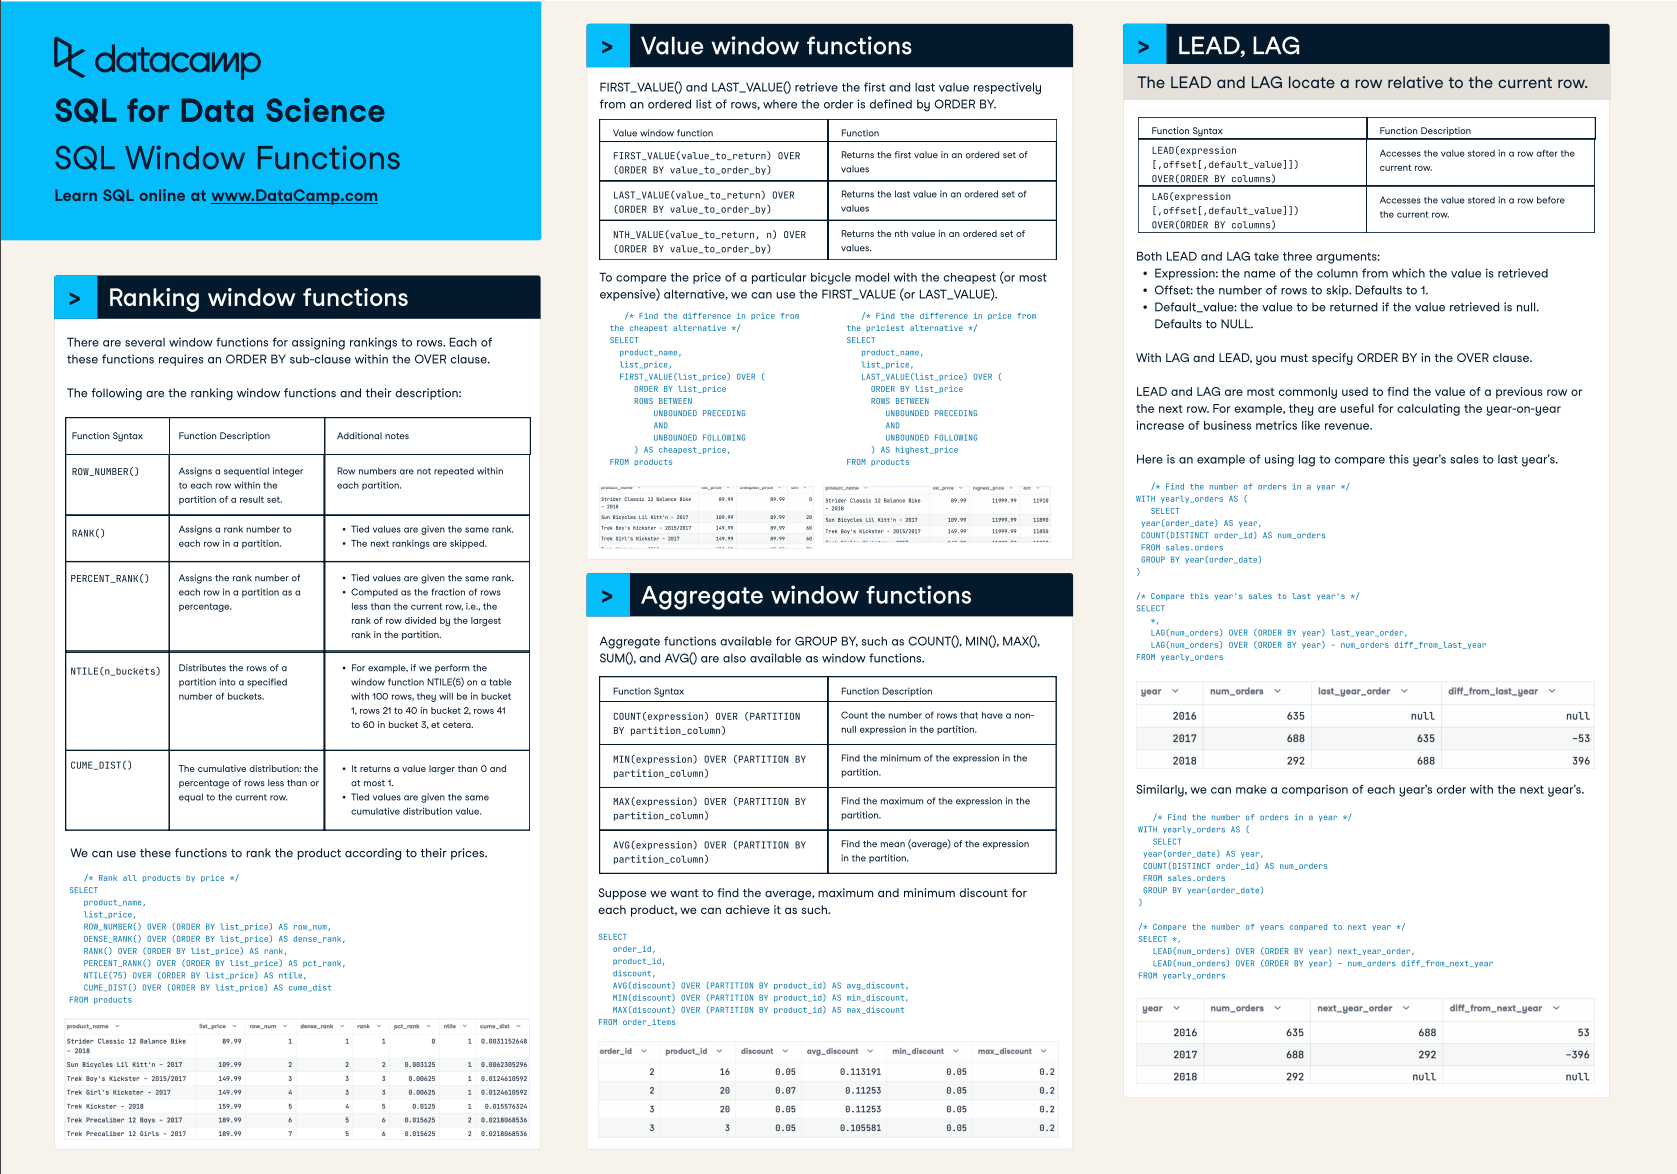 datacamp
SQL for Data Science
SQL Window Functions
Learn SQL online at www.DataCamp.com
> Ranking window functions
There are several window functions for assigning rankings to rows. Each of
these functions requires an ORDER BY sub-clause within the OVER clause.
The following are the ranking window functions and their description:
Function Syntax Function Description Additional notes
ROW_NUMBER()
Assigns a sequential integer
to each row within the
partition of a result set.
Row numbers are not repeated within
each partition.
RANK()
Assigns a rank number to
each row in a partition.
• Tied values are given the same rank.
• The next rankings are skipped.
PERCENT_RANK()
Assigns the rank number of
each row in a partition as a
percentage.
• Tied values are given the same rank.
• Computed as the fraction of rows
less than the current row, i.e., the
rank of row divided by the largest
rank in the partition.
NTILE(n_buckets)
Distributes the rows of a
partition into a specified
number of buckets.
• For example, if we perform the
window function NTILE(5) on a table
with 100 rows, they will be in bucket
1, rows 21 to 40 in bucket 2, rows 41
to 60 in bucket 3, et cetera.
CUME_DIST()
The cumulative distribution: the
percentage of rows less than or
equal to the current row.
• It returns a value larger than 0 and
at most 1.
• Tied values are given the same
cumulative distribution value.
We can use these functions to rank the product according to their prices.
/* Rank all products by price */
SELECT
product_name,
list_price,
ROW_NUMBER() OVER (ORDER BY list_price) AS row_num,
DENSE_RANK() OVER (ORDER BY list_price) AS dense_rank,
RANK() OVER (ORDER BY list_price) AS rank,
PERCENT_RANK() OVER (ORDER BY list_price) AS pct_rank,
NTILE(75) OVER (ORDER BY list_price) AS ntile,
CUME_DIST() OVER (ORDER BY list_price) AS cume_dist
FROM products
product_name list_price row_num dense_rank rank pct_rank ntile cume_dist
Strider Classic 12 Balance Bike 89.99 1 1 1 0 1 0.0031152648
- 2018
Sun Bicycles Lil Kitt'n - 2017 109.99 2 2 2 0.003125 1 0.0062305296
Trek Boy's Kickster - 2015/2017 149.99 3 3 3 0.00625 1 0.0124610592
Trek Girl's Kickster - 2017 149.99 4 3 3 0.00625 1 0.0124610592
Trek Kickster - 2018 159.99 5 4 5 0.0125 1 0.015576324
Trek Precaliber 12 Boys - 2017 189.99 6 5 6 0.015625 2 0.0218068536
Trek Precaliber 12 Girls - 2017 189.99 7 5 6 0.015625 2 0.0218068536
> Value window functions
FIRST_VALUE() and LAST_VALUE() retrieve the first and last value respectively
from an ordered list of rows, where the order is defined by ORDER BY.
Value window function Function
FIRST_VALUE(value_to_return) OVER
(ORDER BY value_to_order_by)
Returns the first value in an ordered set of
values
LAST_VALUE(value_to_return) OVER
(ORDER BY value_to_order_by)
Returns the last value in an ordered set of
values
NTH_VALUE(value_to_return, n) OVER
(ORDER BY value_to_order_by)
Returns the nth value in an ordered set of
values.
To compare the price of a particular bicycle model with the cheapest (or most
expensive) alternative, we can use the FIRST_VALUE (or LAST_VALUE).
/* Find the difference in price from
the cheapest alternative */
SELECT
product_name,
list_price,
FIRST_VALUE(list_price) OVER (
ORDER BY list_price
ROWS BETWEEN
UNBOUNDED PRECEDING
AND
UNBOUNDED FOLLOWING
) AS cheapest_price,
FROM products
/* Find the difference in price from
the priciest alternative */
SELECT
product_name,
list_price,
LAST_VALUE(list_price) OVER (
ORDER BY list_price
ROWS BETWEEN
UNBOUNDED PRECEDING
AND
UNBOUNDED FOLLOWING
) AS highest_price
FROM products
Strider Classic 12 Balance Bike 89.99 89.99 0
- 2018
Sun Bicycles Lil Kitt'n - 2017 109.99 89.99 20
Trek Boy's Kickster - 2015/2017 149.99 89.99 60
Trek Girl's Kickster - 2017 149.99 89.99 60
product_name list_price highest_price diff
Strider Classic 12 Balance Bike 89.99 11999.99 11910
- 2018
Sun Bicycles Lil Kitt'n - 2017 109.99 11999.99 11890
Trek Boy's Kickster - 2015/2017 149.99 11999.99 11850
> Aggregate window functions
Aggregate functions available for GROUP BY, such as COUNT(), MIN(), MAX(),
SUM(), and AVG() are also available as window functions.
Function Syntax Function Description
COUNT(expression) OVER (PARTITION
BY partition_column)
Count the number of rows that have a non-
null expression in the partition.
MIN(expression) OVER (PARTITION BY
partition_column)
Find the minimum of the expression in the
partition.
MAX(expression) OVER (PARTITION BY
partition_column)
Find the maximum of the expression in the
partition.
AVG(expression) OVER (PARTITION BY
partition_column)
Find the mean (average) of the expression
in the partition.
Suppose we want to find the average, maximum and minimum discount for
each product, we can achieve it as such.
SELECT
order_id,
product_id,
discount,
AVG(discount) OVER (PARTITION BY product_id) AS avg_discount,
MIN(discount) OVER (PARTITION BY product_id) AS min_discount,
MAX(discount) OVER (PARTITION BY product_id) AS max_discount
FROM order_items
order_id product_id discount avg_discount min_discount max_discount
2 16 0.05 0.113191 0.05 0.2
2 20 0.07 0.11253 0.05 0.2
3 20 0.05 0.11253 0.05 0.2
3 3 0.05 0.105581 0.05 0.2
> LEAD, LAG
The LEAD and LAG locate a row relative to the current row.
Function Syntax Function Description
LEAD(expression
[,offset[,default_value]])
OVER(ORDER BY columns)
Accesses the value stored in a row after the
current row.
LAG(expression
[,offset[,default_value]])
OVER(ORDER BY columns)
Accesses the value stored in a row before
the current row.
Both LEAD and LAG take three arguments:
• Expression: the name of the column from which the value is retrieved
• Offset: the number of rows to skip. Defaults to 1.
• Default_value: the value to be returned if the value retrieved is null.
Defaults to NULL.
With LAG and LEAD, you must specify ORDER BY in the OVER clause.
LEAD and LAG are most commonly used to find the value of a previous row or
the next row. For example, they are useful for calculating the year-on-year
increase of business metrics like revenue.
Here is an example of using lag to compare this year's sales to last year's.
/* Find the number of orders in a year */
WITH yearly_orders AS (
SELECT
year(order_date) AS year,
COUNT(DISTINCT order_id) AS num_orders
FROM sales.orders
GROUP BY year(order_date)
)
/* Compare this year's sales to last year's */
SELECT
*,
LAG(num_orders) OVER (ORDER BY year) last_year_order,
LAG(num_orders) OVER (ORDER BY year) - num_orders diff_from_last_year
FROM yearly_orders
year num_orders last_year_order diff_from_last_year
2016 635 null null
2017 688 635 -53
2018 292 688 396
Similarly, we can make a comparison of each year's order with the next year's.
/* Find the number of orders in a year */
WITH yearly_orders AS (
SELECT
year(order_date) AS year,
COUNT(DISTINCT order_id) AS num_orders
FROM sales.orders
GROUP BY year(order_date)
)
/* Compare the number of years compared to next year */
SELECT *,
LEAD(num_orders) OVER (ORDER BY year) next_year_order,
LEAD(num_orders) OVER (ORDER BY year) - num_orders diff_from_next_year
FROM yearly_orders
year num_orders next_year_order diff_from_next_year
2016 635 688 53
2017 688 292 -396
2018 292 null null